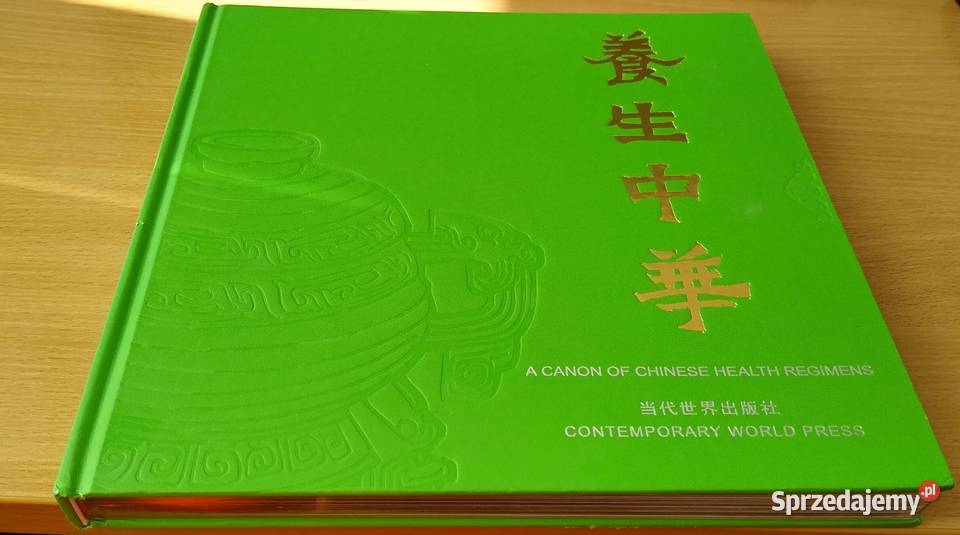 養生中華
A CANON OF CHINESE HEALTH REGIMENS
当代世界出版社
CONTEMPORARY WORLD PRESS
Sprzedajemy.pl